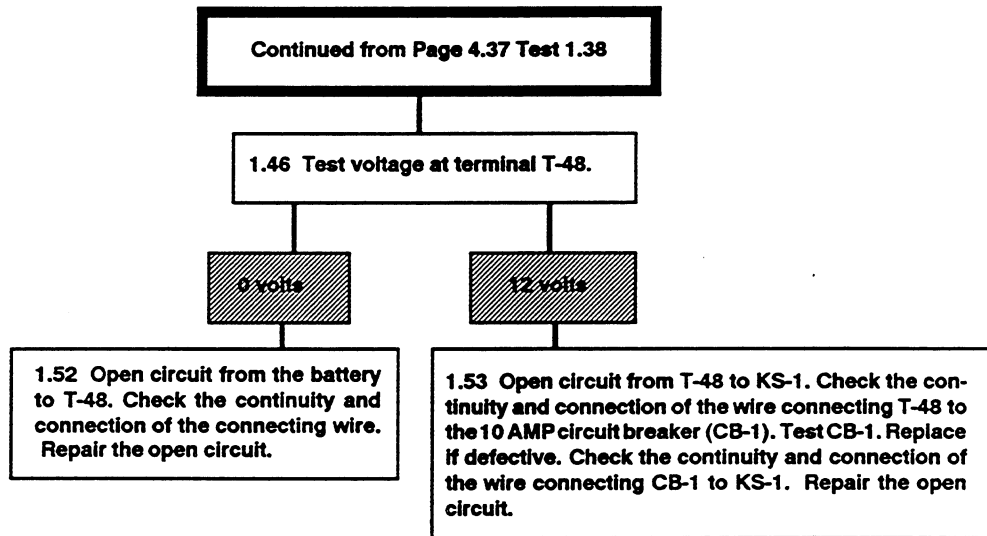 Continued from Page 4.37 Test 1.38
1.46 Test voltage at terminal T-48.
0 volts
12 volts
1.52 Open circuit from the battery
to T-48. Check the continuity and
connection of the connecting wire.
Repair the open circuit.
1.53 Open circuit from T-48 to KS-1. Check the con-
tinuity and connection of the wire connecting T-48 to
the 10 AMP circuit breaker (CB-1). Test CB-1. Replace
if defective. Check the continuity and connection of
the wire connecting CB-1 to KS-1. Repair the open
circuit.